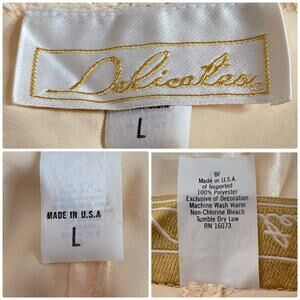 Delicates
L
MADE IN U.S.A
L
BF
Made in U.S.A.
of Imported
100% Polyester
Exclusive of Decoration
Machine Wash Warm
Non-Chlorine Bleach
Tumble Dry Low
RN 16073